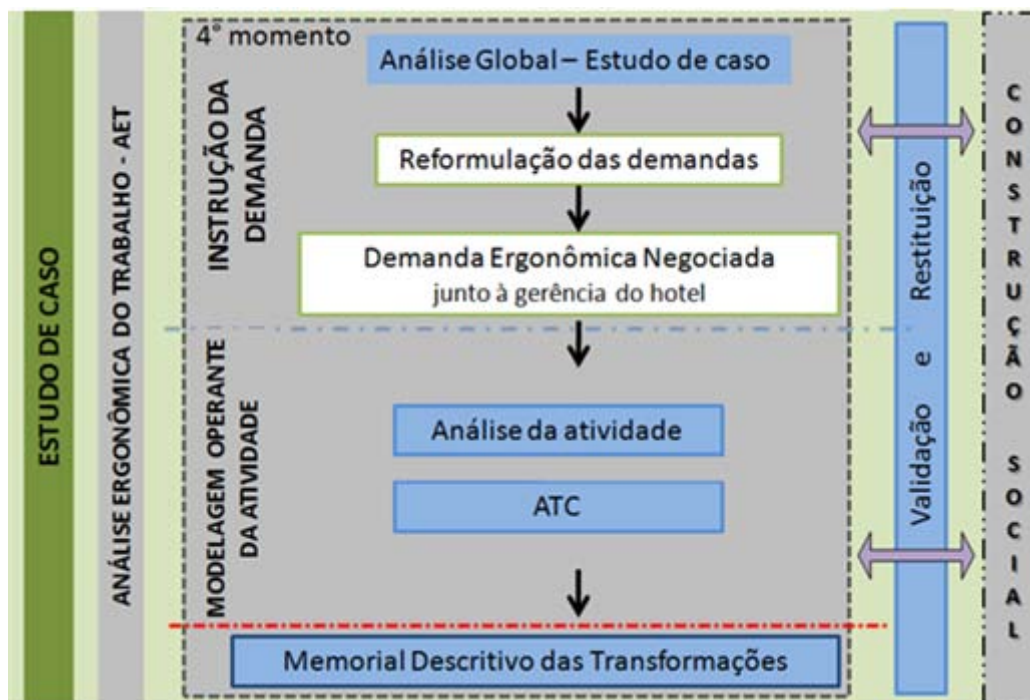 ESTUDO DE CASO
ANÁLISE ERGONÔMICA DO TRABALHO - AET
4° momento
INSTRUÇÃO DA
DEMANDA
Análise Global – Estudo de caso
Reformulação das demandas
Demanda Ergonômica Negociada
junto à gerência do hotel
MODELAGEM OPERANTE
DA ATIVIDADE
Análise da atividade
ATC
Memorial Descritivo das Transformações
Validação e Restituição
CONSTRUÇÃO SOCIAL